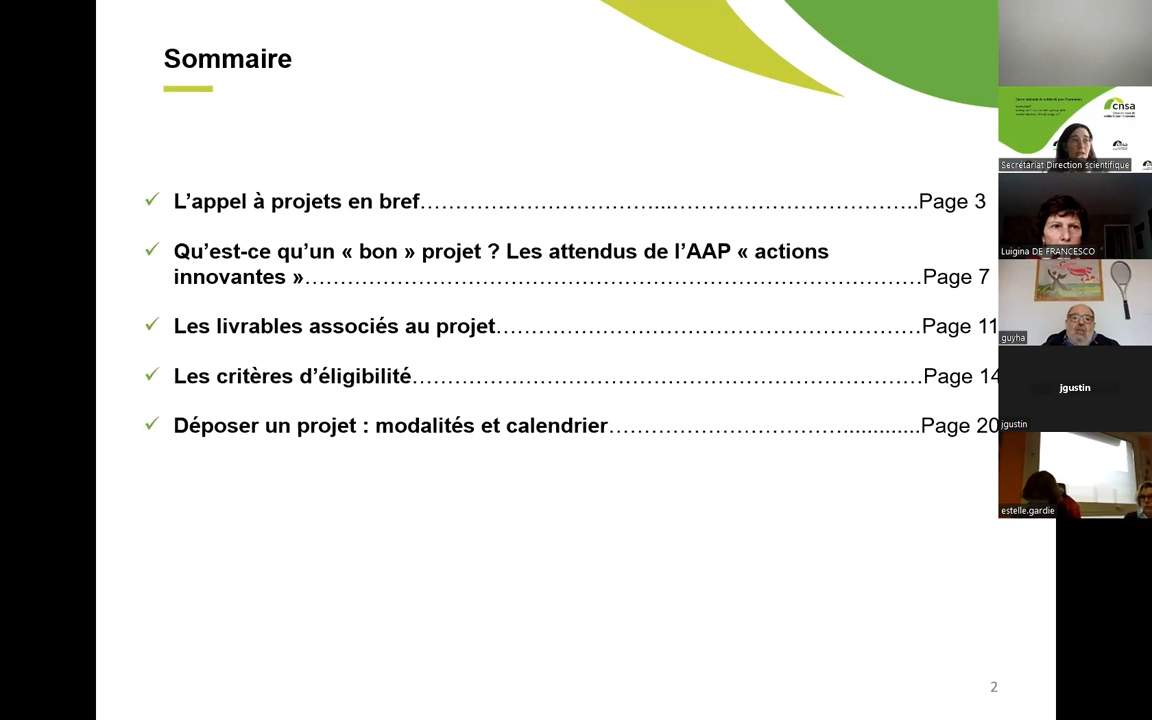 Sommaire
L’appel à projets en bref……………………………...……………………………..Page 3
Qu’est-ce qu’un « bon » projet ? Les attendus de l’AAP « actions
innovantes »……………………………………………………………………………Page 7
Les livrables associés au projet……………………………………………………Page 11
Les critères d’éligibilité………………………………………………………………Page 14
Déposer un projet : modalités et calendrier……………………………..............Page 20
2
cnsa
Secrétariat Direction scientifique
Luigina DE FRANCESCO
guyha
jgustin
jgustin
estelle.gardie